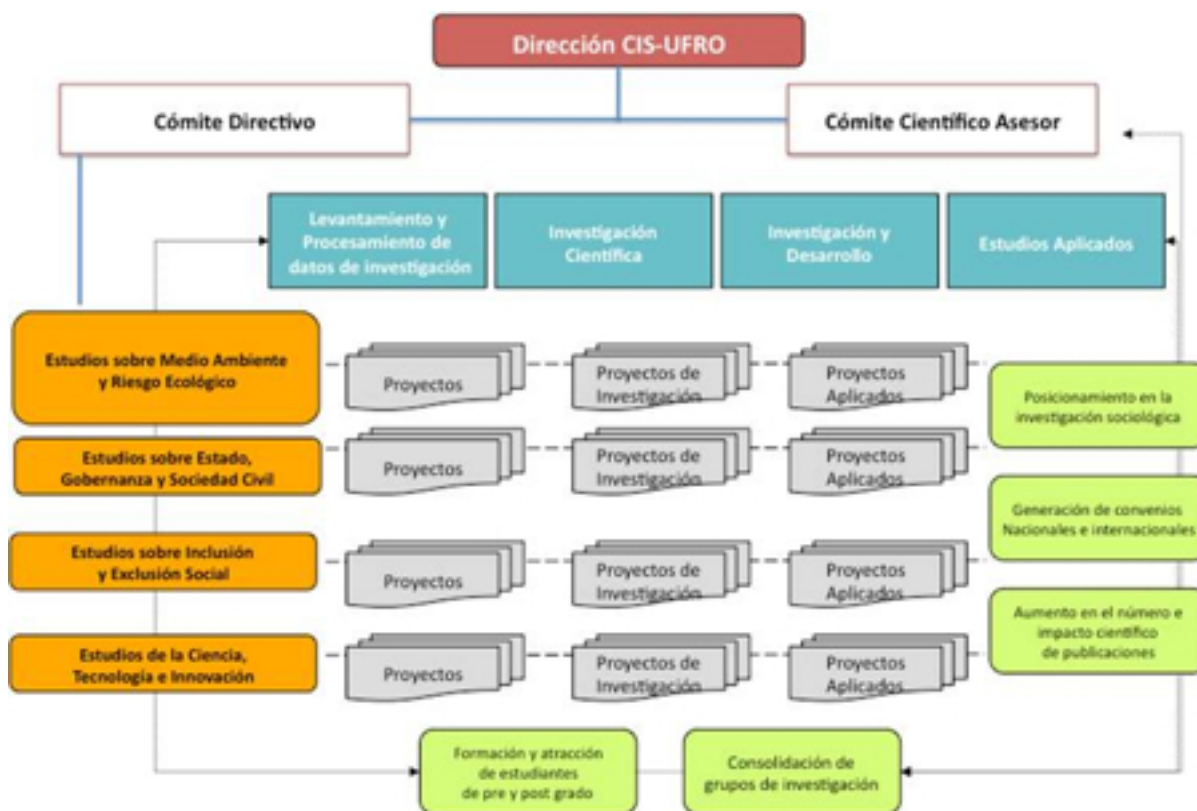 Dirección CIS-UFRO
Cómite Directivo
Cómite Científico Asesor
Levantamiento y
Procesamiento de
datos de investigación
Investigación
Científica
Investigación y
Desarrollo
Estudios Aplicados
Estudios sobre Medio Ambiente
y Riesgo Ecológico
Proyectos
Proyectos de
Investigación
Proyectos
Aplicados
Posicionamiento en la
investigación sociológica
Estudios sobre Estado,
Gobernanza y Sociedad Civil
Proyectos
Proyectos de
Investigación
Proyectos
Aplicados
Generación de convenios
Nacionales e internacionales
Estudios sobre Inclusión
y Exclusión Social
Proyectos
Proyectos de
Investigación
Proyectos
Aplicados
Aumento en el número e
impacto científico
de publicaciones
Estudios de la Ciencia,
Tecnología e Innovación
Proyectos
Proyectos de
Investigación
Proyectos
Aplicados
Formación y atracción
de estudiantes
de pre y post grado
Consolidación de
grupos de investigación